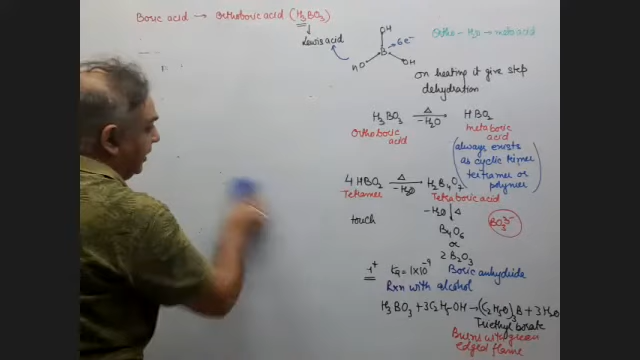 Boric acid → Orthoboric acid (H₃BO₃)
Lewis acid
OH
B → 6e⁻
HO
OH
Ortho - H₂O → meta acid
on heating it give step
dehydration
H₃BO₃ —Δ/−H₂O→ HBO₂
Orthoboric acid
metaboric acid
(always exists
as cyclic trimer
tetramer or
polymer)
4 HBO₂ —Δ/−H₂O→ H₂B₄O₇
Tetramer
Tetraboric acid
touch
−H₂O ↓ Δ
BO₃³⁻
B₄O₆
or
2 B₂O₃
Boric anhydride
H⁺
Ka = 1×10⁻⁹
Rxn with alcohol
H₃BO₃ + 3C₂H₅OH → (C₂H₅O)₃B + 3H₂O
Triethyl borate
Burns with green
edged flame